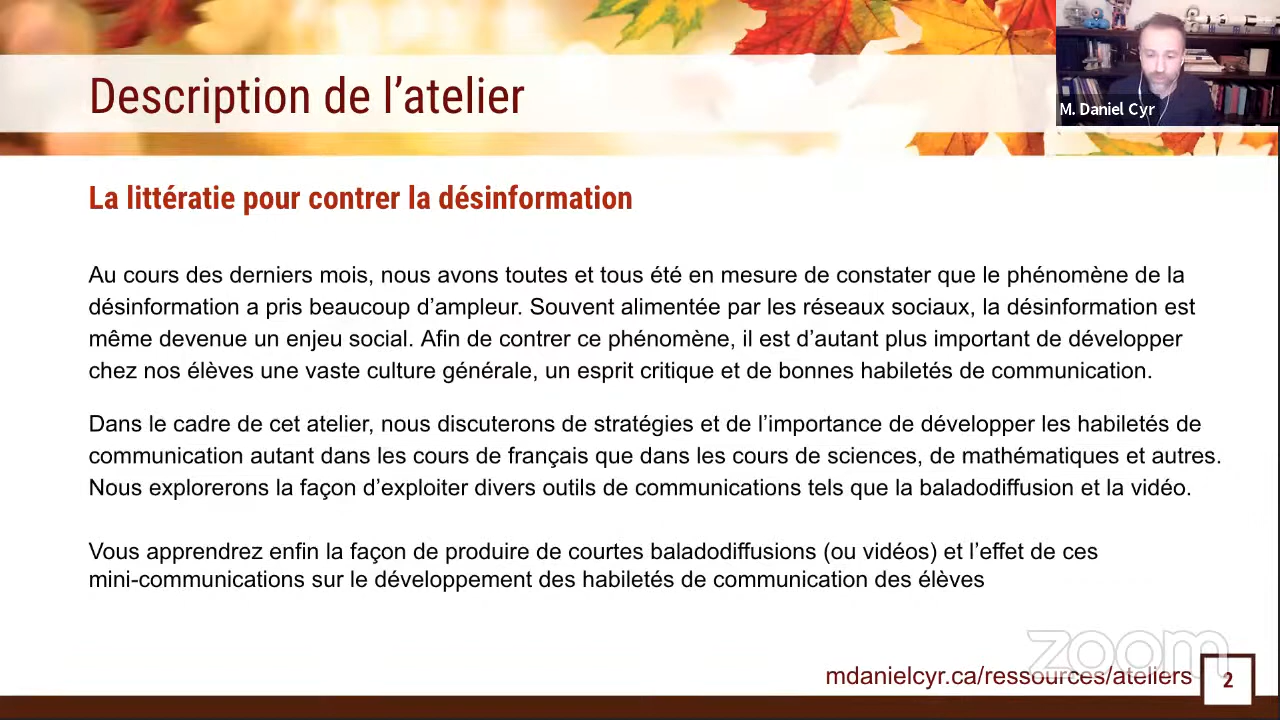 Description de l’atelier
M. Daniel Cyr
La littératie pour contrer la désinformation
Au cours des derniers mois, nous avons toutes et tous été en mesure de constater que le phénomène de la
désinformation a pris beaucoup d’ampleur. Souvent alimentée par les réseaux sociaux, la désinformation est
même devenue un enjeu social. Afin de contrer ce phénomène, il est d’autant plus important de développer
chez nos élèves une vaste culture générale, un esprit critique et de bonnes habiletés de communication.
Dans le cadre de cet atelier, nous discuterons de stratégies et de l’importance de développer les habiletés de
communication autant dans les cours de français que dans les cours de sciences, de mathématiques et autres.
Nous explorerons la façon d’exploiter divers outils de communications tels que la baladodiffusion et la vidéo.
Vous apprendrez enfin la façon de produire de courtes baladodiffusions (ou vidéos) et l’effet de ces
mini-communications sur le développement des habiletés de communication des élèves
zoom
mdanielcyr.ca/ressources/ateliers
2